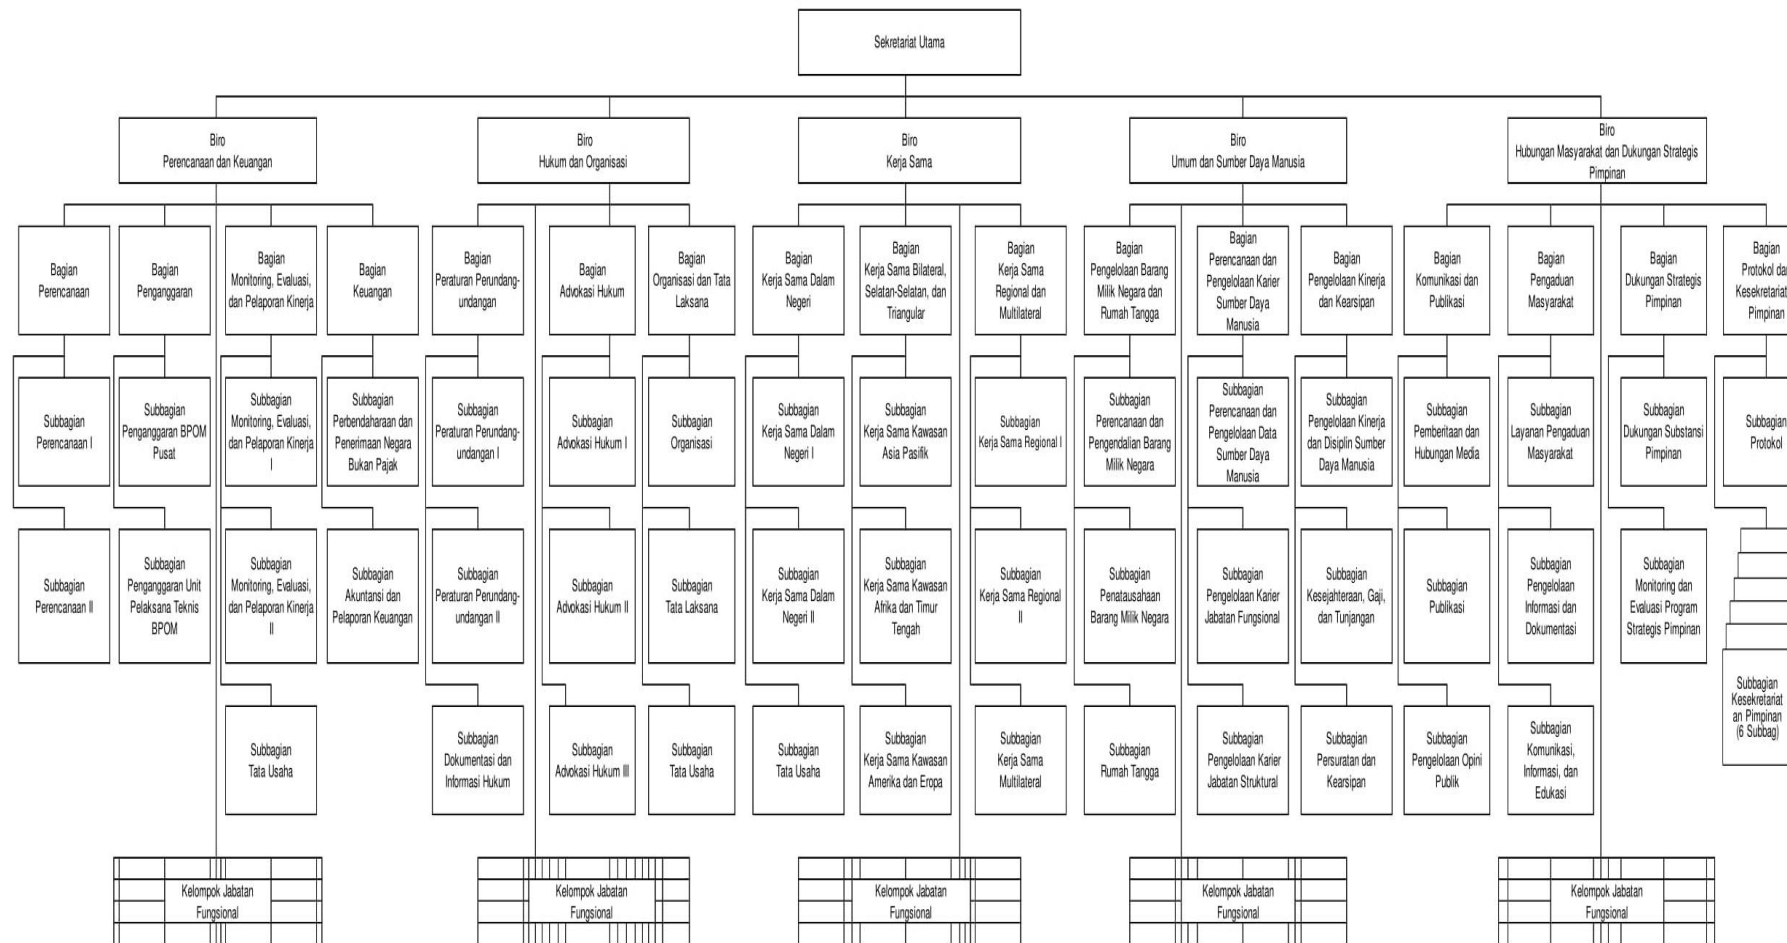 Sekretariat Utama
Biro
Perencanaan dan Keuangan
Biro
Hukum dan Organisasi
Biro
Kerja Sama
Biro
Umum dan Sumber Daya Manusia
Biro
Hubungan Masyarakat dan Dukungan Strategis
Pimpinan
Bagian
Perencanaan
Bagian
Penganggaran
Bagian
Monitoring, Evaluasi,
dan Pelaporan Kinerja
Bagian
Keuangan
Bagian
Peraturan Perundang-
undangan
Bagian
Advokasi Hukum
Bagian
Organisasi dan Tata
Laksana
Bagian
Kerja Sama Dalam
Negeri
Bagian
Kerja Sama Bilateral,
Selatan-Selatan, dan
Triangular
Bagian
Kerja Sama
Regional dan
Multilateral
Bagian
Pengelolaan Barang
Milik Negara dan
Rumah Tangga
Bagian
Perencanaan dan
Pengelolaan Karier
Sumber Daya
Manusia
Bagian
Pengelolaan Kinerja
dan Kearsipan
Bagian
Komunikasi dan
Publikasi
Bagian
Pengaduan
Masyarakat
Bagian
Dukungan Strategis
Pimpinan
Bagian
Protokol da
Kesekretariat
Pimpinan
Subbagian
Perencanaan I
Subbagian
Penganggaran BPOM
Pusat
Subbagian
Monitoring, Evaluasi,
dan Pelaporan Kinerja
I
Subbagian
Perbendaharaan dan
Penerimaan Negara
Bukan Pajak
Subbagian
Peraturan Perundang-
undangan I
Subbagian
Advokasi Hukum I
Subbagian
Organisasi
Subbagian
Kerja Sama Dalam
Negeri I
Subbagian
Kerja Sama Kawasan
Asia Pasifik
Subbagian
Kerja Sama Regional I
Subbagian
Perencanaan dan
Pengendalian Barang
Milik Negara
Subbagian
Perencanaan dan
Pengelolaan Data
Sumber Daya
Manusia
Subbagian
Pengelolaan Kinerja
dan Disiplin Sumber
Daya Manusia
Subbagian
Pemberitaan dan
Hubungan Media
Subbagian
Layanan Pengaduan
Masyarakat
Subbagian
Dukungan Substansi
Pimpinan
Subbagian
Protokol
Subbagian
Perencanaan II
Subbagian
Penganggaran Unit
Pelaksana Teknis
BPOM
Subbagian
Monitoring, Evaluasi,
dan Pelaporan Kinerja
II
Subbagian
Akuntansi dan
Pelaporan Keuangan
Subbagian
Peraturan Perundang-
undangan II
Subbagian
Advokasi Hukum II
Subbagian
Tata Laksana
Subbagian
Kerja Sama Dalam
Negeri II
Subbagian
Kerja Sama Kawasan
Afrika dan Timur
Tengah
Subbagian
Kerja Sama Regional
II
Subbagian
Penatausahaan
Barang Milik Negara
Subbagian
Pengelolaan Karier
Jabatan Fungsional
Subbagian
Kesejahteraan, Gaji,
dan Tunjangan
Subbagian
Publikasi
Subbagian
Pengelolaan
Informasi dan
Dokumentasi
Subbagian
Monitoring dan
Evaluasi Program
Strategis Pimpinan
Subbagian
Kesekretariat
an Pimpinan
(6 Subbag)
Subbagian
Tata Usaha
Subbagian
Dokumentasi dan
Informasi Hukum
Subbagian
Advokasi Hukum III
Subbagian
Tata Usaha
Subbagian
Tata Usaha
Subbagian
Kerja Sama Kawasan
Amerika dan Eropa
Subbagian
Kerja Sama
Multilateral
Subbagian
Rumah Tangga
Subbagian
Pengelolaan Karier
Jabatan Struktural
Subbagian
Persuratan dan
Kearsipan
Subbagian
Pengelolaan Opini
Publik
Subbagian
Komunikasi,
Informasi, dan
Edukasi
Kelompok Jabatan
Fungsional
Kelompok Jabatan
Fungsional
Kelompok Jabatan
Fungsional
Kelompok Jabatan
Fungsional
Kelompok Jabatan
Fungsional